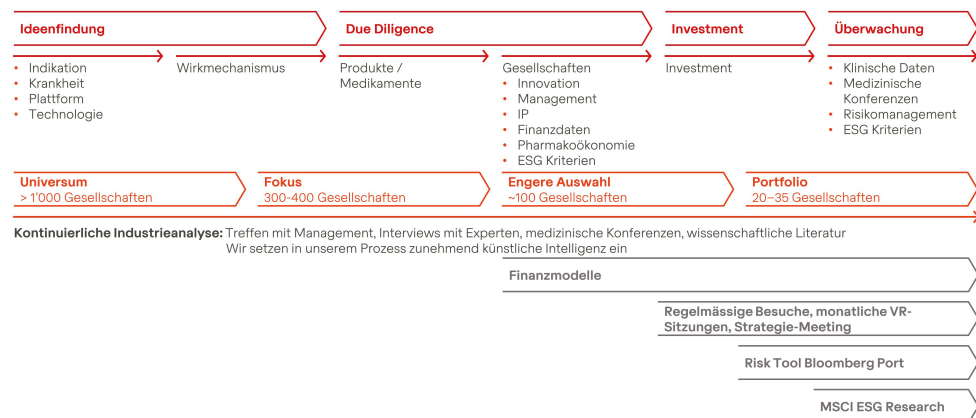 Ideenfindung
Due Diligence
Investment
Überwachung
• Indikation
• Krankheit
• Plattform
• Technologie
Wirkmechanismus
Produkte /
Medikamente
Gesellschaften
• Innovation
• Management
• IP
• Finanzdaten
• Pharmakoökonomie
• ESG Kriterien
Investment
• Klinische Daten
• Medizinische
Konferenzen
• Risikomanagement
• ESG Kriterien
Universum
> 1'000 Gesellschaften
Fokus
300-400 Gesellschaften
Engere Auswahl
~100 Gesellschaften
Portfolio
20–35 Gesellschaften
Kontinuierliche Industrieanalyse: Treffen mit Management, Interviews mit Experten, medizinische Konferenzen, wissenschaftliche Literatur
Wir setzen in unserem Prozess zunehmend künstliche Intelligenz ein
Finanzmodelle
Regelmässige Besuche, monatliche VR-
Sitzungen, Strategie-Meeting
Risk Tool Bloomberg Port
MSCI ESG Research